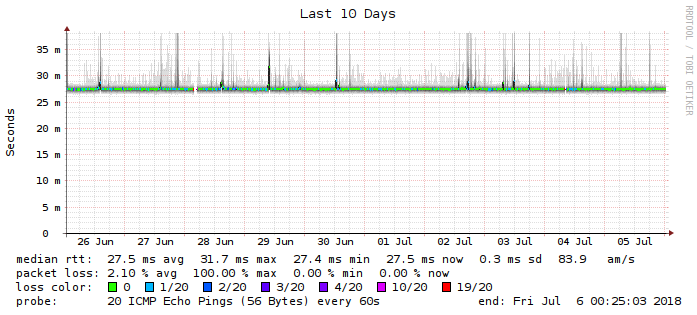 Last 10 Days
RRDTOOL / TOBI OETIKER
Seconds
35 m
30 m
25 m
20 m
15 m
10 m
5 m
0
26 Jun 27 Jun 28 Jun 29 Jun 30 Jun 01 Jul 02 Jul 03 Jul 04 Jul 05 Jul
median rtt: 27.5 ms avg 31.7 ms max 27.4 ms min 27.5 ms now 0.3 ms sd 83.9 am/s
packet loss: 2.10 % avg 100.00 % max 0.00 % min 0.00 % now
loss color: 0 1/20 2/20 3/20 4/20 10/20 19/20
probe: 20 ICMP Echo Pings (56 Bytes) every 60s end: Fri Jul 6 00:25:03 2018